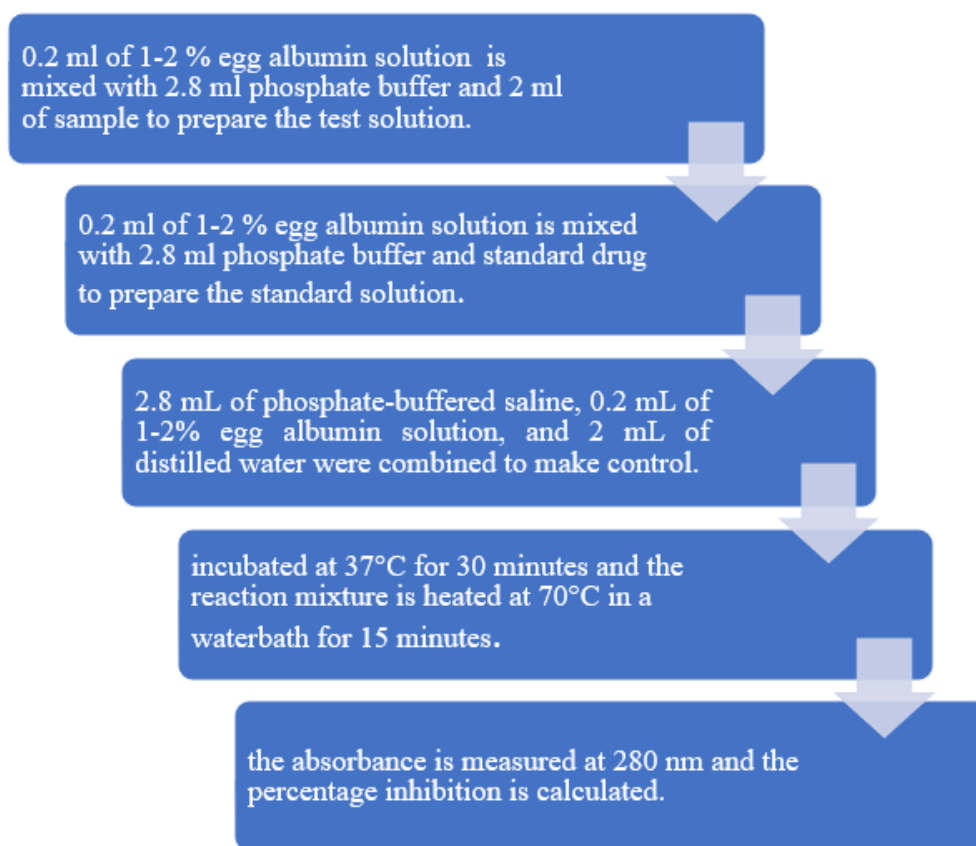 0.2 ml of 1-2 % egg albumin solution is
mixed with 2.8 ml phosphate buffer and 2 ml
of sample to prepare the test solution.
0.2 ml of 1-2 % egg albumin solution is mixed
with 2.8 ml phosphate buffer and standard drug
to prepare the standard solution.
2.8 mL of phosphate-buffered saline, 0.2 mL of
1-2% egg albumin solution, and 2 mL of
distilled water were combined to make control.
incubated at 37°C for 30 minutes and the
reaction mixture is heated at 70°C in a
waterbath for 15 minutes.
the absorbance is measured at 280 nm and the
percentage inhibition is calculated.